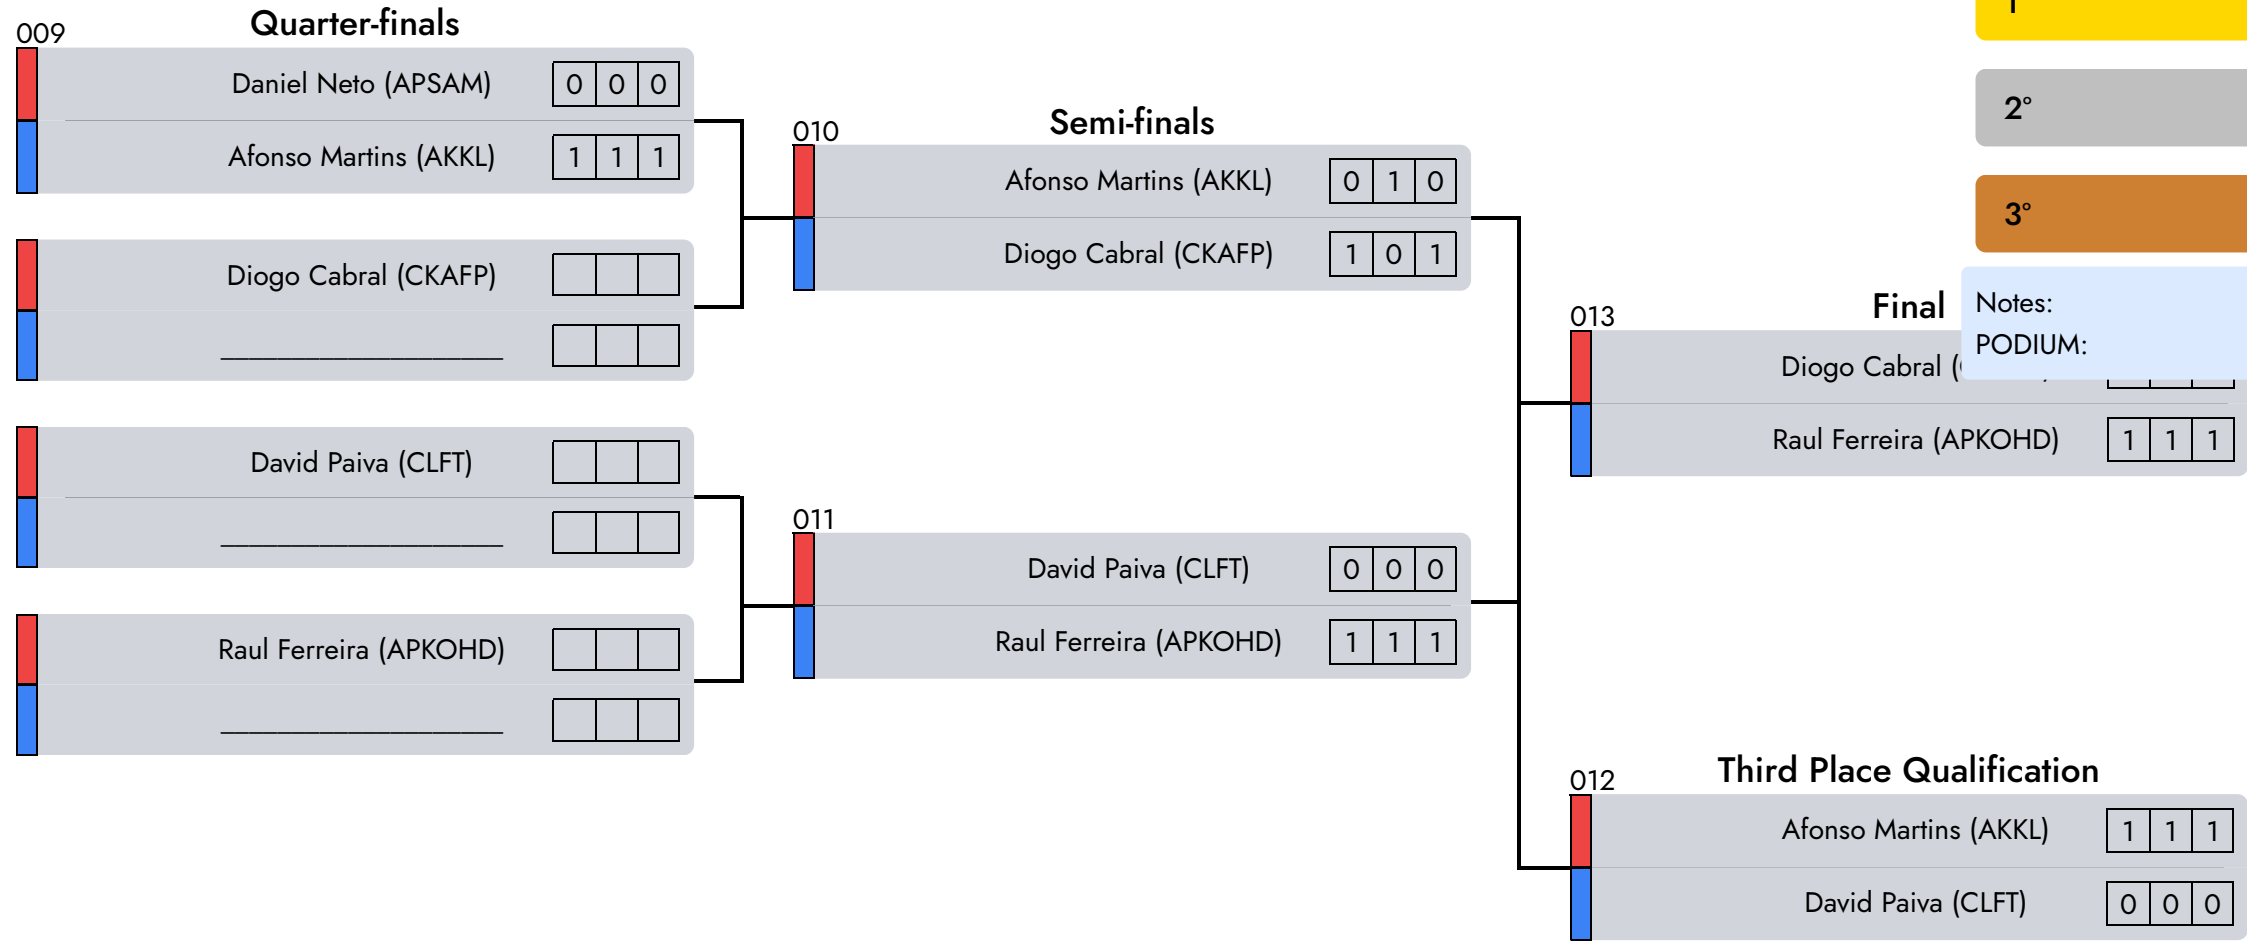 Quarter-finals
009
Daniel Neto (APSAM) 0 0 0
Afonso Martins (AKKL) 1 1 1
Diogo Cabral (CKAFP)
____________________
David Paiva (CLFT)
____________________
Raul Ferreira (APKOHD)
____________________
Semi-finals
010
Afonso Martins (AKKL) 0 1 0
Diogo Cabral (CKAFP) 1 0 1
011
David Paiva (CLFT) 0 0 0
Raul Ferreira (APKOHD) 1 1 1
2°
3°
Notes:
PODIUM:
Final
013
Diogo Cabral (
Raul Ferreira (APKOHD) 1 1 1
Third Place Qualification
012
Afonso Martins (AKKL) 1 1 1
David Paiva (CLFT) 0 0 0